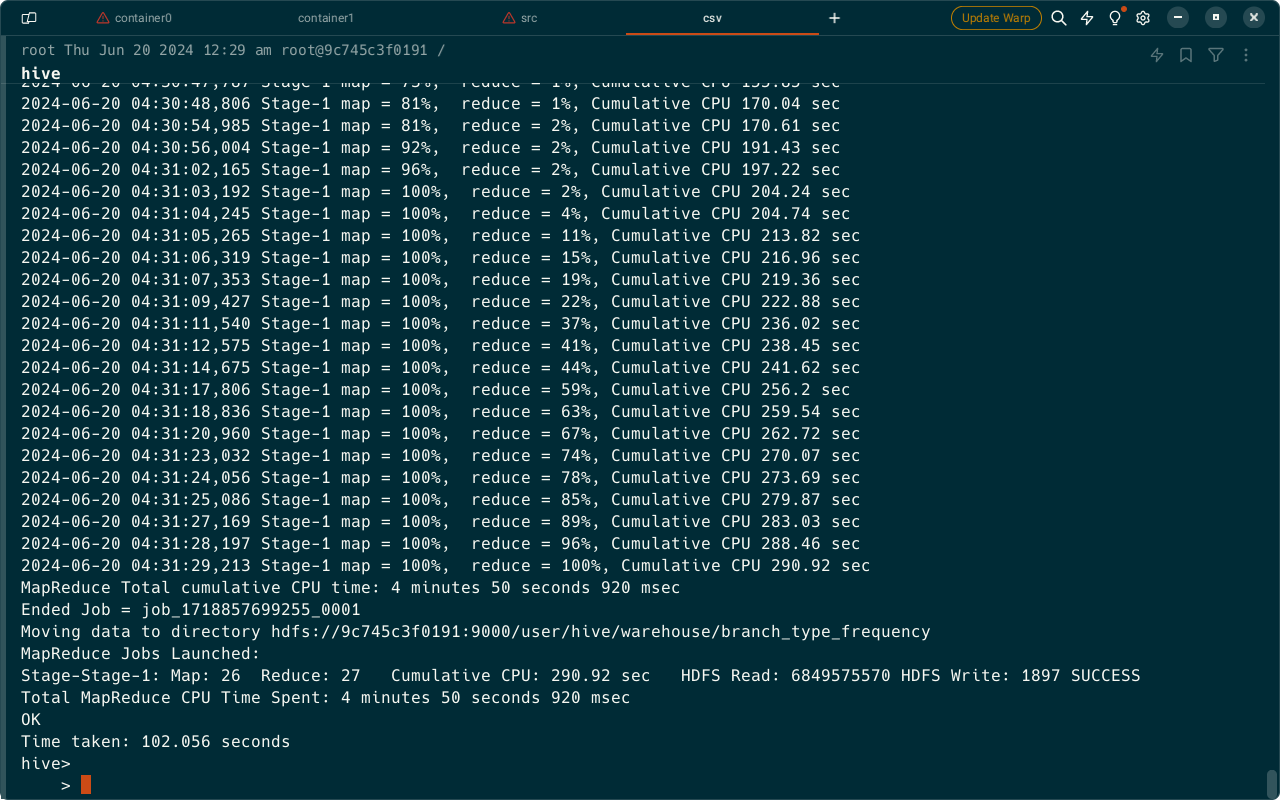 container0 container1 src csv + Update Warp
root Thu Jun 20 2024 12:29 am root@9c745c3f0191 /
hive
2024-06-20 04:30:48,806 Stage-1 map = 81%,  reduce = 1%, Cumulative CPU 170.04 sec
2024-06-20 04:30:54,985 Stage-1 map = 81%,  reduce = 2%, Cumulative CPU 170.61 sec
2024-06-20 04:30:56,004 Stage-1 map = 92%,  reduce = 2%, Cumulative CPU 191.43 sec
2024-06-20 04:31:02,165 Stage-1 map = 96%,  reduce = 2%, Cumulative CPU 197.22 sec
2024-06-20 04:31:03,192 Stage-1 map = 100%,  reduce = 2%, Cumulative CPU 204.24 sec
2024-06-20 04:31:04,245 Stage-1 map = 100%,  reduce = 4%, Cumulative CPU 204.74 sec
2024-06-20 04:31:05,265 Stage-1 map = 100%,  reduce = 11%, Cumulative CPU 213.82 sec
2024-06-20 04:31:06,319 Stage-1 map = 100%,  reduce = 15%, Cumulative CPU 216.96 sec
2024-06-20 04:31:07,353 Stage-1 map = 100%,  reduce = 19%, Cumulative CPU 219.36 sec
2024-06-20 04:31:09,427 Stage-1 map = 100%,  reduce = 22%, Cumulative CPU 222.88 sec
2024-06-20 04:31:11,540 Stage-1 map = 100%,  reduce = 37%, Cumulative CPU 236.02 sec
2024-06-20 04:31:12,575 Stage-1 map = 100%,  reduce = 41%, Cumulative CPU 238.45 sec
2024-06-20 04:31:14,675 Stage-1 map = 100%,  reduce = 44%, Cumulative CPU 241.62 sec
2024-06-20 04:31:17,806 Stage-1 map = 100%,  reduce = 59%, Cumulative CPU 256.2 sec
2024-06-20 04:31:18,836 Stage-1 map = 100%,  reduce = 63%, Cumulative CPU 259.54 sec
2024-06-20 04:31:20,960 Stage-1 map = 100%,  reduce = 67%, Cumulative CPU 262.72 sec
2024-06-20 04:31:23,032 Stage-1 map = 100%,  reduce = 74%, Cumulative CPU 270.07 sec
2024-06-20 04:31:24,056 Stage-1 map = 100%,  reduce = 78%, Cumulative CPU 273.69 sec
2024-06-20 04:31:25,086 Stage-1 map = 100%,  reduce = 85%, Cumulative CPU 279.87 sec
2024-06-20 04:31:27,169 Stage-1 map = 100%,  reduce = 89%, Cumulative CPU 283.03 sec
2024-06-20 04:31:28,197 Stage-1 map = 100%,  reduce = 96%, Cumulative CPU 288.46 sec
2024-06-20 04:31:29,213 Stage-1 map = 100%,  reduce = 100%, Cumulative CPU 290.92 sec
MapReduce Total cumulative CPU time: 4 minutes 50 seconds 920 msec
Ended Job = job_1718857699255_0001
Moving data to directory hdfs://9c745c3f0191:9000/user/hive/warehouse/branch_type_frequency
MapReduce Jobs Launched:
Stage-Stage-1: Map: 26  Reduce: 27   Cumulative CPU: 290.92 sec   HDFS Read: 6849575570 HDFS Write: 1897 SUCCESS
Total MapReduce CPU Time Spent: 4 minutes 50 seconds 920 msec
OK
Time taken: 102.056 seconds
hive>
    >